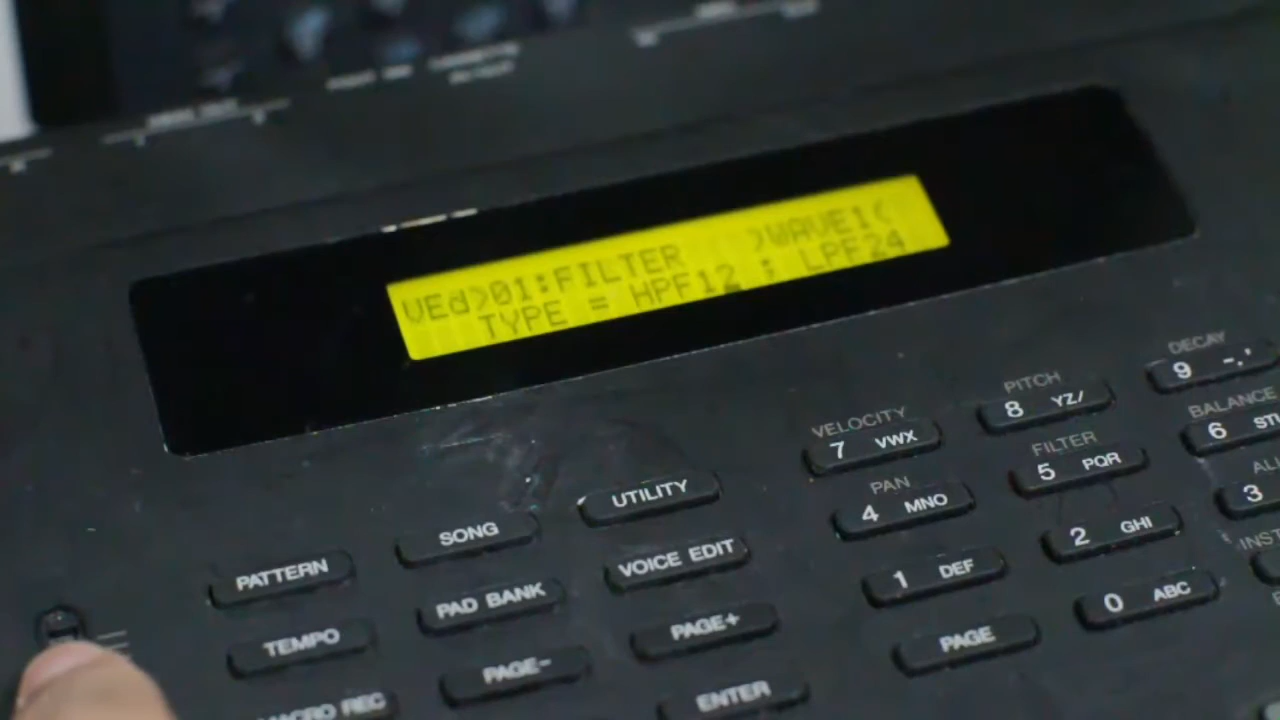 VEd>01:FILTER >WAVE1<
TYPE = HPF12 ; LPF24
DECAY
9 -.'
PITCH
8 YZ/
VELOCITY
7 VWX
BALANCE
6
FILTER
5 PQR
PAN
4 MNO
3
2 GHI
1 DEF
0 ABC
PAGE
UTILITY
SONG
PATTERN
VOICE EDIT
PAD BANK
TEMPO
PAGE+
PAGE-
MACRO REC
ENTER